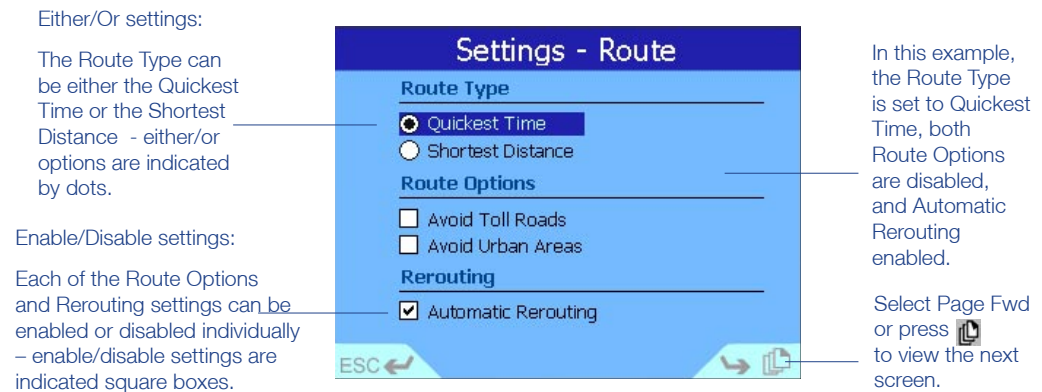 Either/Or settings:
The Route Type can
be either the Quickest
Time or the Shortest
Distance - either/or
options are indicated
by dots.
Enable/Disable settings:
Each of the Route Options
and Rerouting settings can be
enabled or disabled individually
– enable/disable settings are
indicated square boxes.
Settings - Route
Route Type
Quickest Time
Shortest Distance
Route Options
Avoid Toll Roads
Avoid Urban Areas
Rerouting
Automatic Rerouting
ESC
In this example,
the Route Type
is set to Quickest
Time, both
Route Options
are disabled,
and Automatic
Rerouting
enabled.
Select Page Fwd
or press
to view the next
screen.